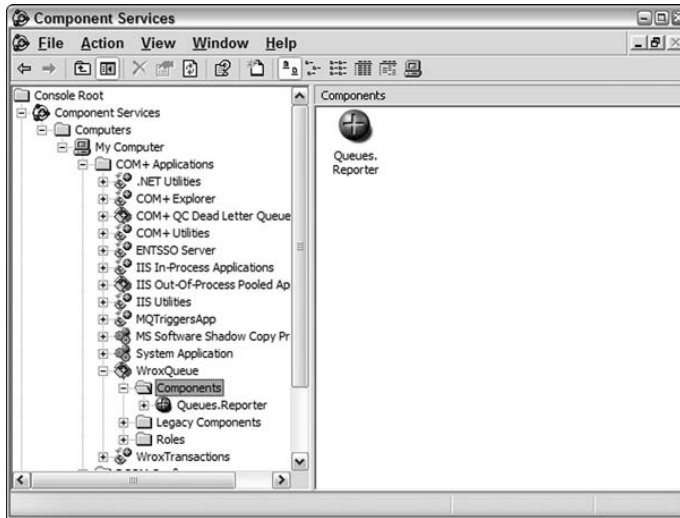 Component Services
File Action View Window Help
Console Root
Component Services
Computers
My Computer
COM+ Applications
.NET Utilities
COM+ Explorer
COM+ QC Dead Letter Queue
COM+ Utilities
ENTSSO Server
IIS In-Process Applications
IIS Out-Of-Process Pooled Ap
IIS Utilities
MQTriggersApp
MS Software Shadow Copy Pr
System Application
WroxQueue
Components
Queues.Reporter
Legacy Components
Roles
WroxTransactions
Components
Queues.
Reporter